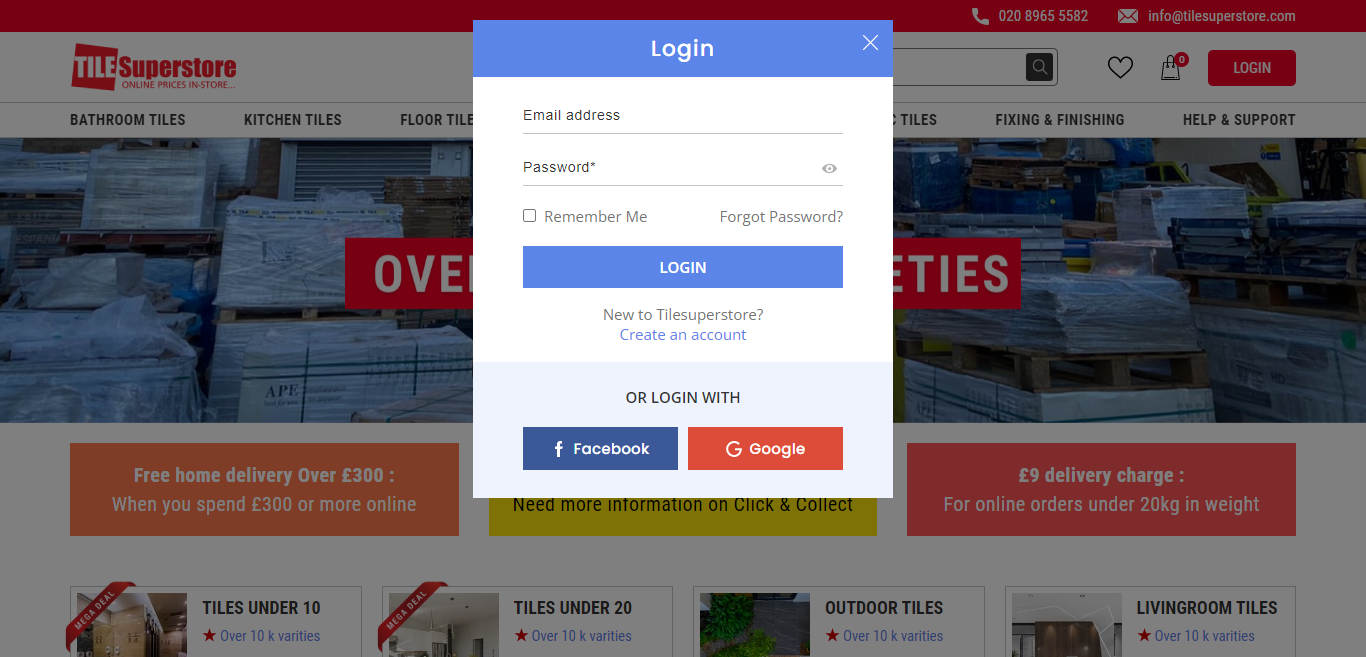 020 8965 5582
info@tilesuperstore.com
TILE Superstore
ONLINE PRICES IN-STORE...
0
LOGIN
BATHROOM TILES
KITCHEN TILES
FLOOR TILE
C TILES
FIXING & FINISHING
HELP & SUPPORT
Login
Email address
Password*
Remember Me
Forgot Password?
LOGIN
New to Tilesuperstore?
Create an account
OR LOGIN WITH
Facebook
Google
OVE
ETIES
APE
Free home delivery Over £300 :
When you spend £300 or more online
Need more information on Click & Collect
£9 delivery charge :
For online orders under 20kg in weight
MEGA DEAL
TILES UNDER 10
Over 10 k varities
MEGA DEAL
TILES UNDER 20
Over 10 k varities
OUTDOOR TILES
Over 10 k varities
LIVINGROOM TILES
Over 10 k varities